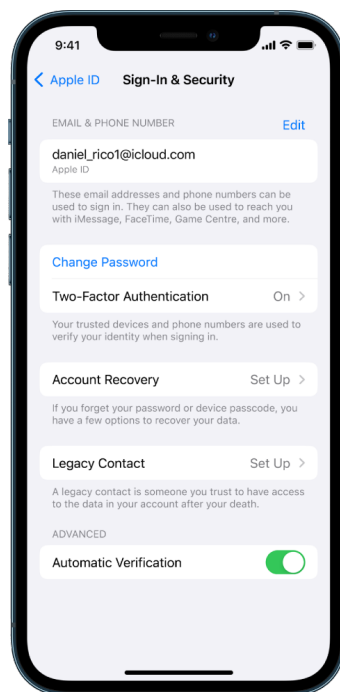 9:41
Apple ID
Sign-In & Security
EMAIL & PHONE NUMBER
Edit
daniel_rico1@icloud.com
Apple ID
These email addresses and phone numbers can be
used to sign in. They can also be used to reach you
with iMessage, FaceTime, Game Centre, and more.
Change Password
Two-Factor Authentication On
Your trusted devices and phone numbers are used to
verify your identity when signing in.
Account Recovery Set Up
If you forget your password or device passcode, you
have a few options to recover your data.
Legacy Contact Set Up
A legacy contact is someone you trust to have access
to the data in your account after your death.
ADVANCED
Automatic Verification